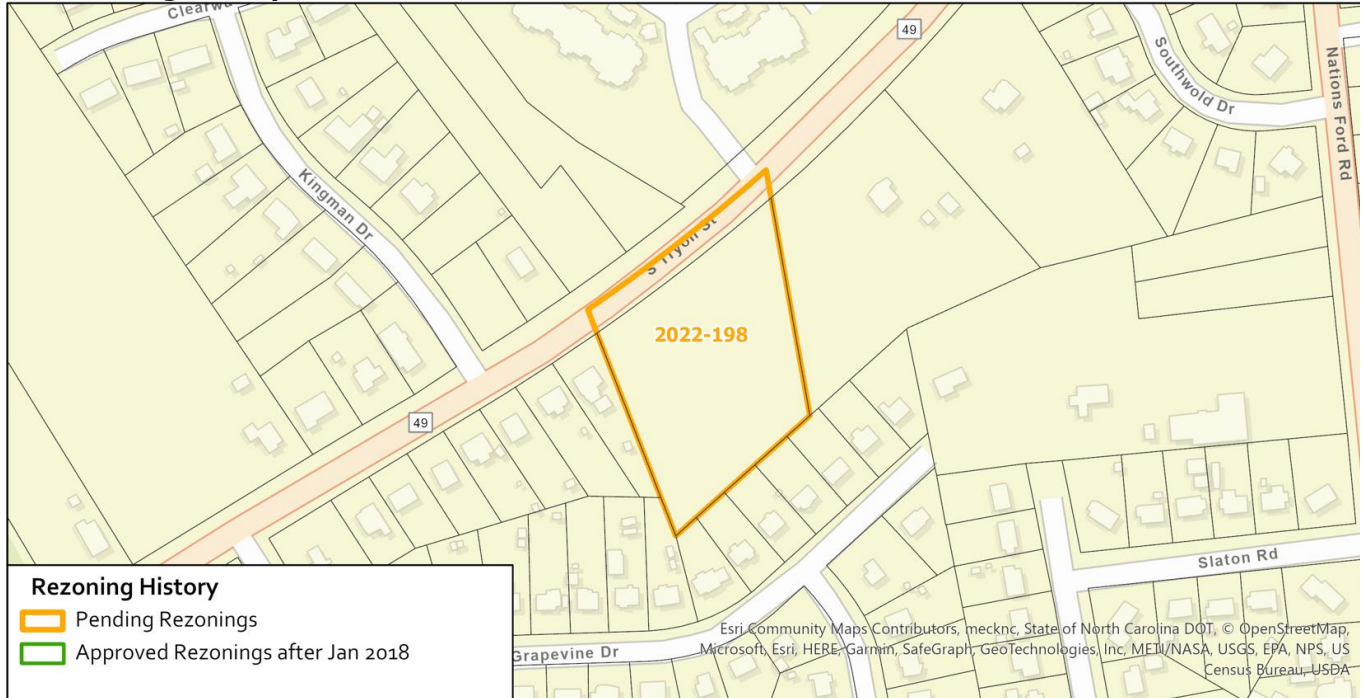 Clearwa
49
Southwold Dr
Nations Ford Rd
Kingman Dr
S Tryon St
2022-198
49
Slaton Rd
Rezoning History
Pending Rezonings
Approved Rezonings after Jan 2018
Grapevine Dr
Esri Community Maps Contributors, mecknc, State of North Carolina DOT, © OpenStreetMap,
Microsoft, Esri, HERE, Garmin, SafeGraph, GeoTechnologies, Inc, METI/NASA, USGS, EPA, NPS, US
Census Bureau, USDA